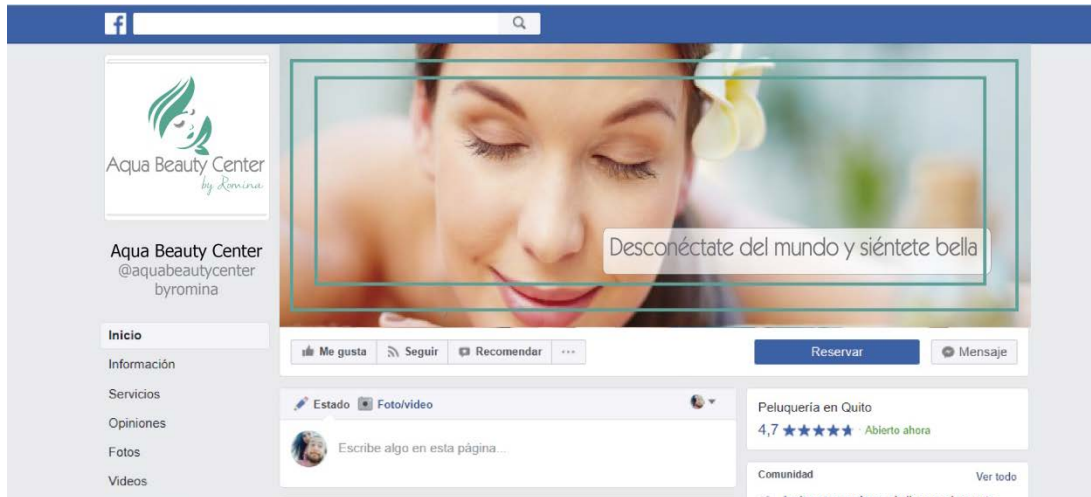 f
Aqua Beauty Center
by Romina
Desconéctate del mundo y siéntete bella
Aqua Beauty Center
@aquabeautycenter
byromina
Inicio
Información
Servicios
Opiniones
Fotos
Videos
Me gusta
Seguir
Recomendar
...
Reservar
Mensaje
Estado
Foto/video
Escribe algo en esta página...
Peluquería en Quito
4,7 ★★★★★ · Abierto ahora
Comunidad
Ver todo